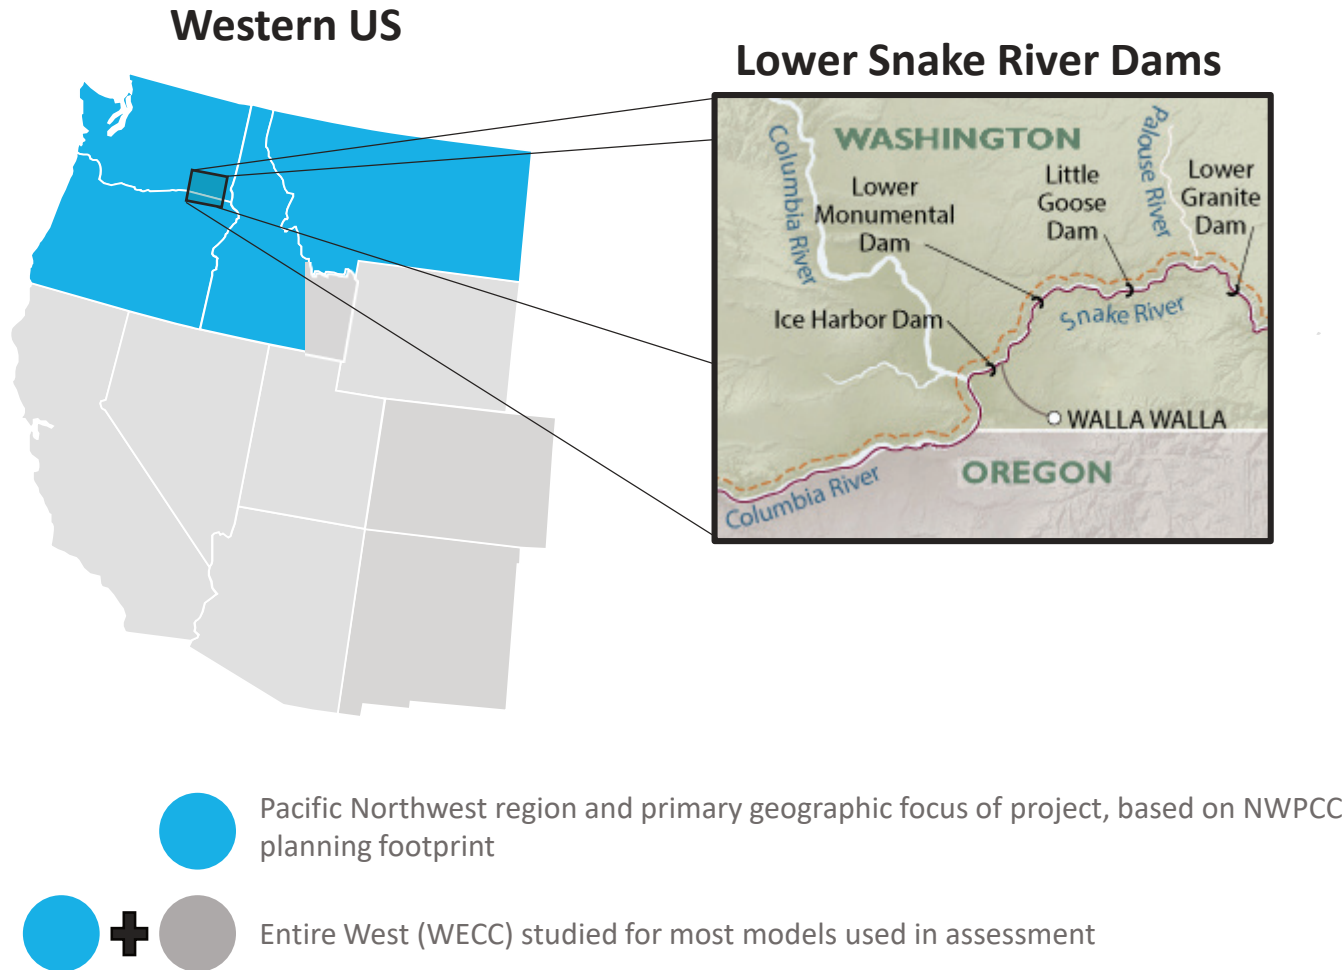 Western US
Lower Snake River Dams
WASHINGTON
Columbia River
Palouse River
Lower
Monumental
Dam
Little
Goose
Dam
Lower
Granite
Dam
Ice Harbor Dam
Snake River
WALLA WALLA
OREGON
Columbia River
Pacific Northwest region and primary geographic focus of project, based on NWPCC
planning footprint
Entire West (WECC) studied for most models used in assessment